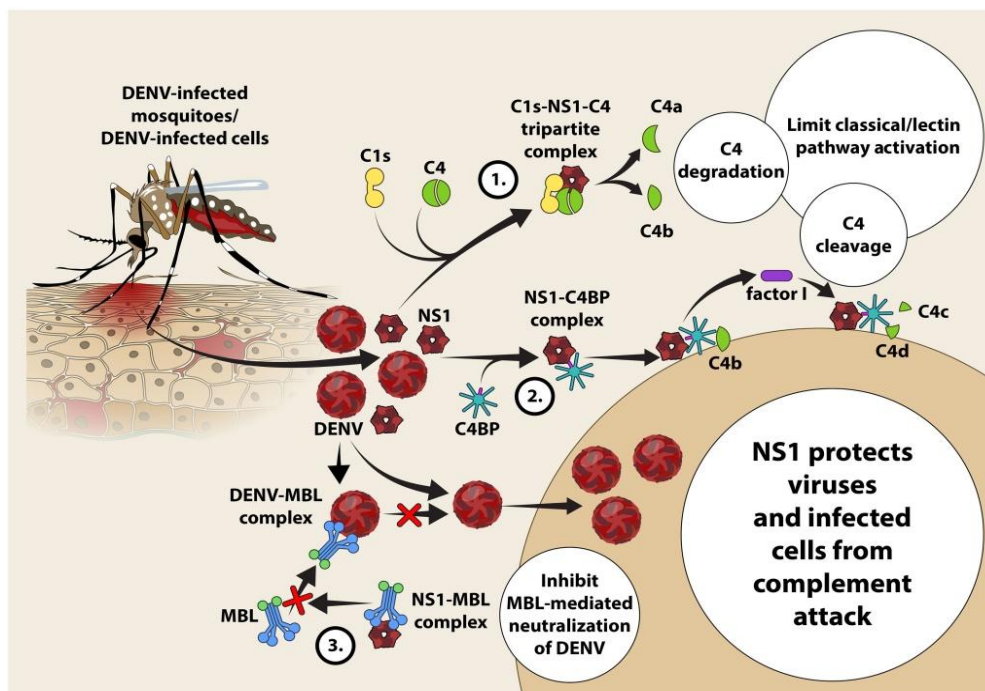 DENV-infected
mosquitoes/
DENV-infected cells
C1s
C4
1.
C1s-NS1-C4
tripartite
complex
C4a
C4b
C4
degradation
Limit classical/lectin
pathway activation
C4
cleavage
NS1
DENV
C4BP
2.
NS1-C4BP
complex
C4b
factor I
C4c
C4d
DENV-MBL
complex
MBL
3.
NS1-MBL
complex
Inhibit
MBL-mediated
neutralization
of DENV
NS1 protects
viruses
and infected
cells from
complement
attack